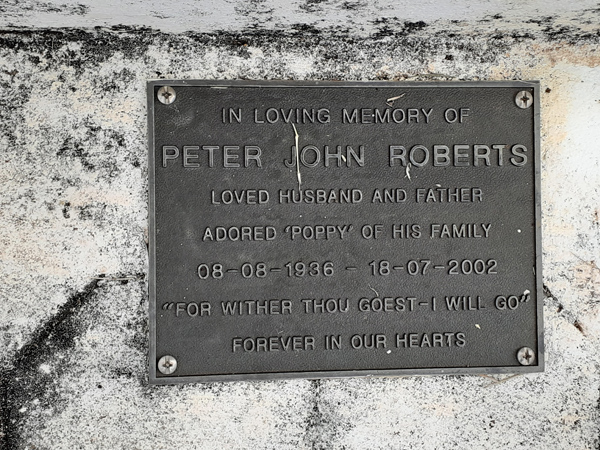 IN LOVING MEMORY OF
PETER JOHN ROBERTS
LOVED HUSBAND AND FATHER
ADORED 'POPPY' OF HIS FAMILY
08-08-1936 - 18-07-2002
"FOR WITHER THOU GOEST-I WILL GO"
FOREVER IN OUR HEARTS